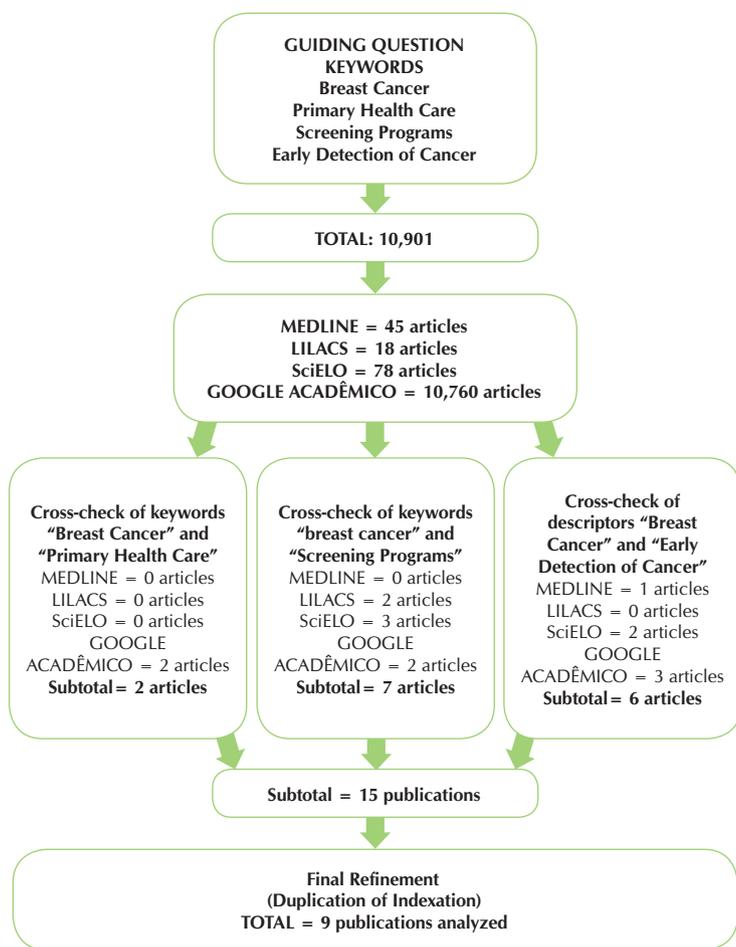 GUIDING QUESTION
KEYWORDS
Breast Cancer
Primary Health Care
Screening Programs
Early Detection of Cancer
TOTAL: 10,901
MEDLINE = 45 articles
LILACS = 18 articles
SciELO = 78 articles
GOOGLE ACADÊMICO = 10,760 articles
Cross-check of keywords
“Breast Cancer” and
“Primary Health Care”
MEDLINE = 0 articles
LILACS = 0 articles
SciELO = 0 articles
GOOGLE
ACADÊMICO = 2 articles
Subtotal= 2 articles
Cross-check of keywords
“breast cancer” and
“Screening Programs”
MEDLINE = 0 articles
LILACS = 2 articles
SciELO = 3 articles
GOOGLE
ACADÊMICO = 2 articles
Subtotal= 7 articles
Cross-check of
descriptors “Breast
Cancer” and “Early
Detection of Cancer”
MEDLINE = 1 articles
LILACS = 0 articles
SciELO = 2 articles
GOOGLE
ACADÊMICO = 3 articles
Subtotal= 6 articles
Subtotal = 15 publications
Final Refinement
(Duplication of Indexation)
TOTAL = 9 publications analyzed